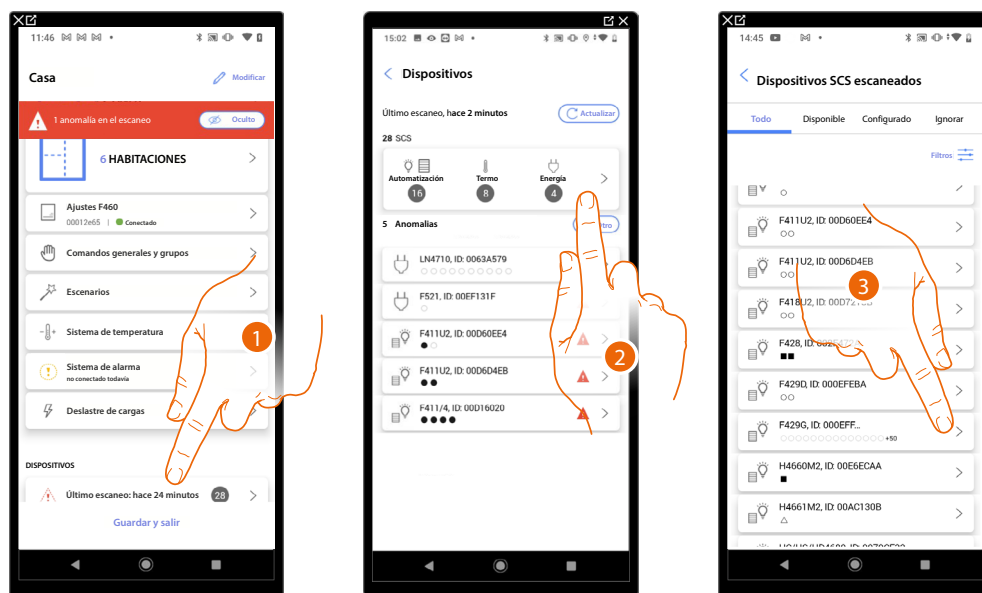 11:46
Casa
Modificar
1 anomalía en el escaneo
Oculto
6 HABITACIONES
Ajustes F460
00012e65 | Conectado
Comandos generales y grupos
Escenarios
Sistema de temperatura
Sistema de alarma
no conectado todavía
Deslastre de cargas
DISPOSITIVOS
Último escaneo: hace 24 minutos
28
Guardar y salir
1
15:02
Dispositivos
Último escaneo, hace 2 minutos
Actualizar
28 SCS
Automatización
16
Termo
8
Energía
4
5 Anomalias
LN4710, ID: 0063A579
F521, ID: 00EF131F
F411U2, ID: 00D60EE4
F411U2, ID: 00D6D4EB
F411/4, ID: 00D16020
2
14:45
Dispositivos SCS escaneados
Todo
Disponible
Configurado
Ignorar
Filtros
F411U2, ID: 00D60EE4
F411U2, ID: 00D6D4EB
F418U2, ID: 00D72
F428, ID:
F429D, ID: 000EFEBA
F429G, ID: 000EFF...
+50
H4660M2, ID: 00E6ECAA
H4661M2, ID: 00AC130B
3